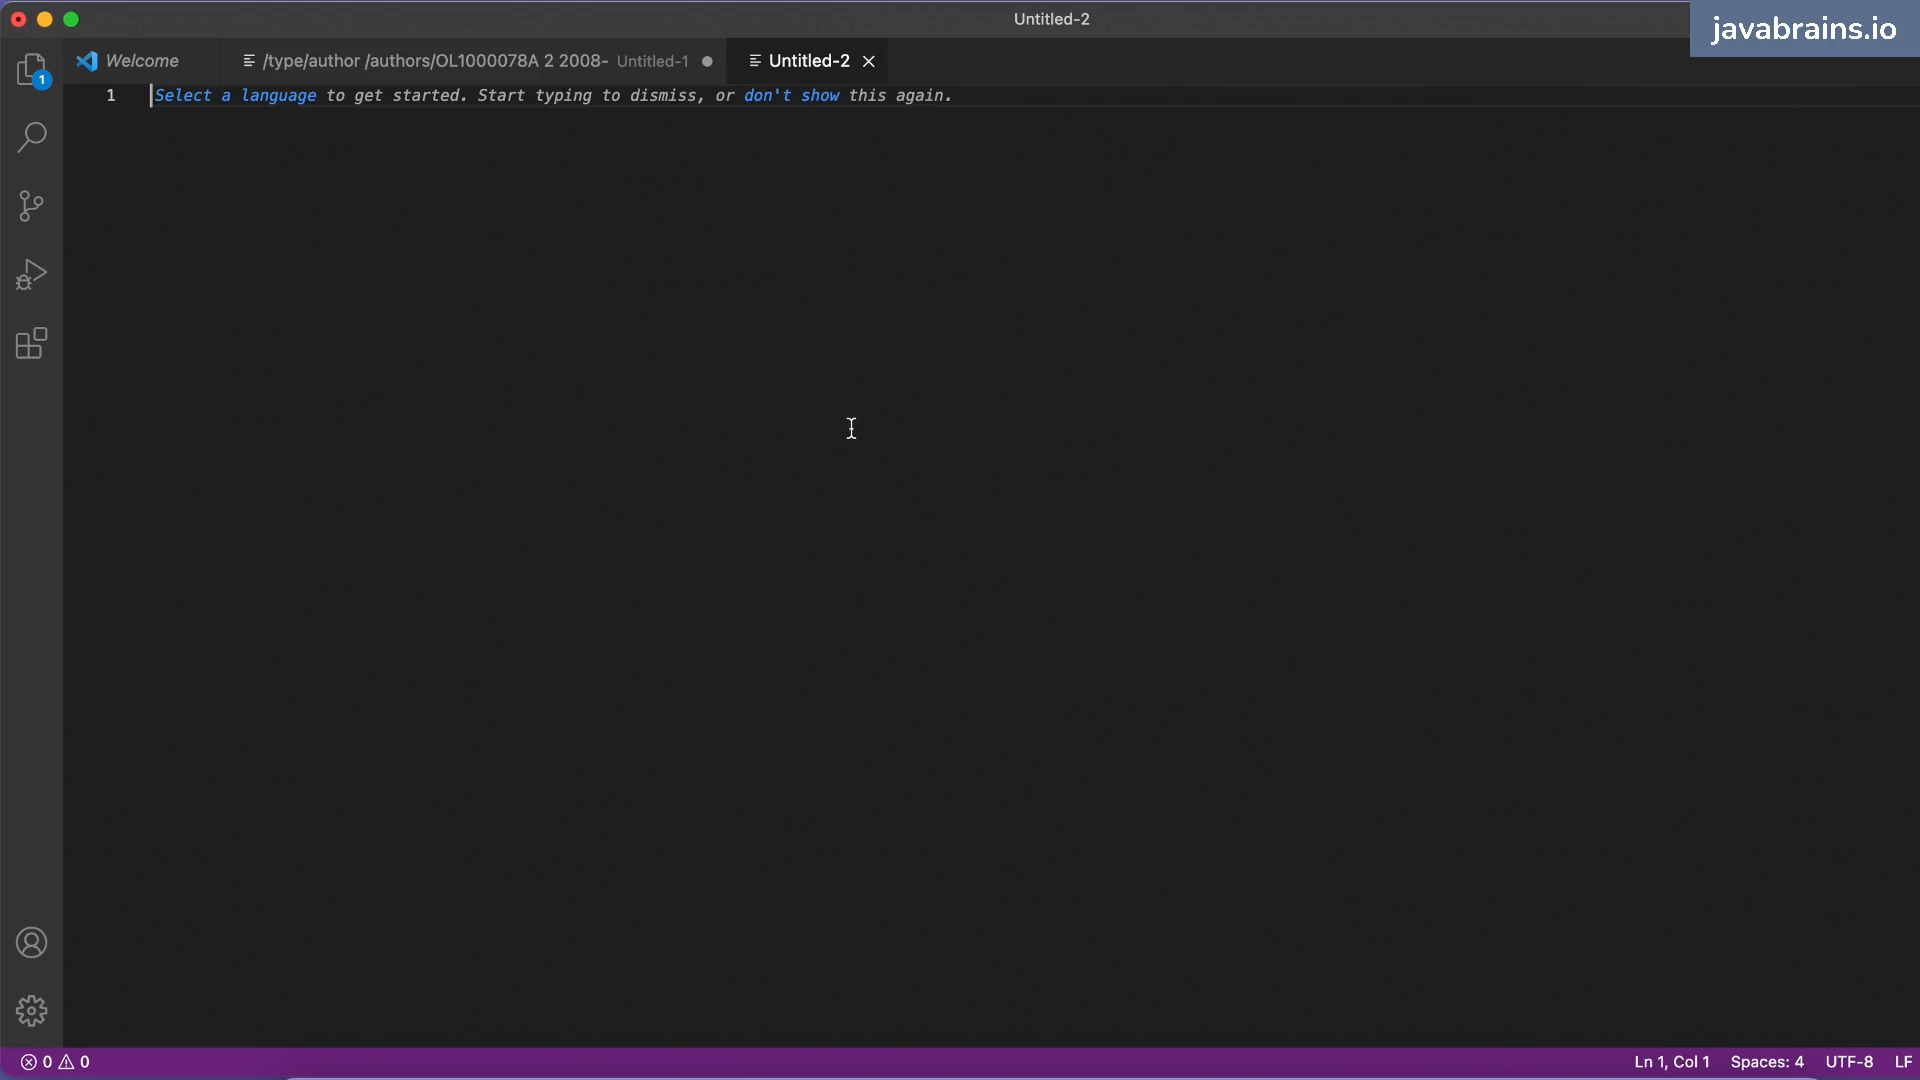 Untitled-2
javabrains.io
Welcome
/type/author /authors/OL1000078A 2 2008- Untitled-1
Untitled-2
1
1 Select a language to get started. Start typing to dismiss, or don't show this again.
0 0
Ln 1, Col 1 Spaces: 4 UTF-8 LF